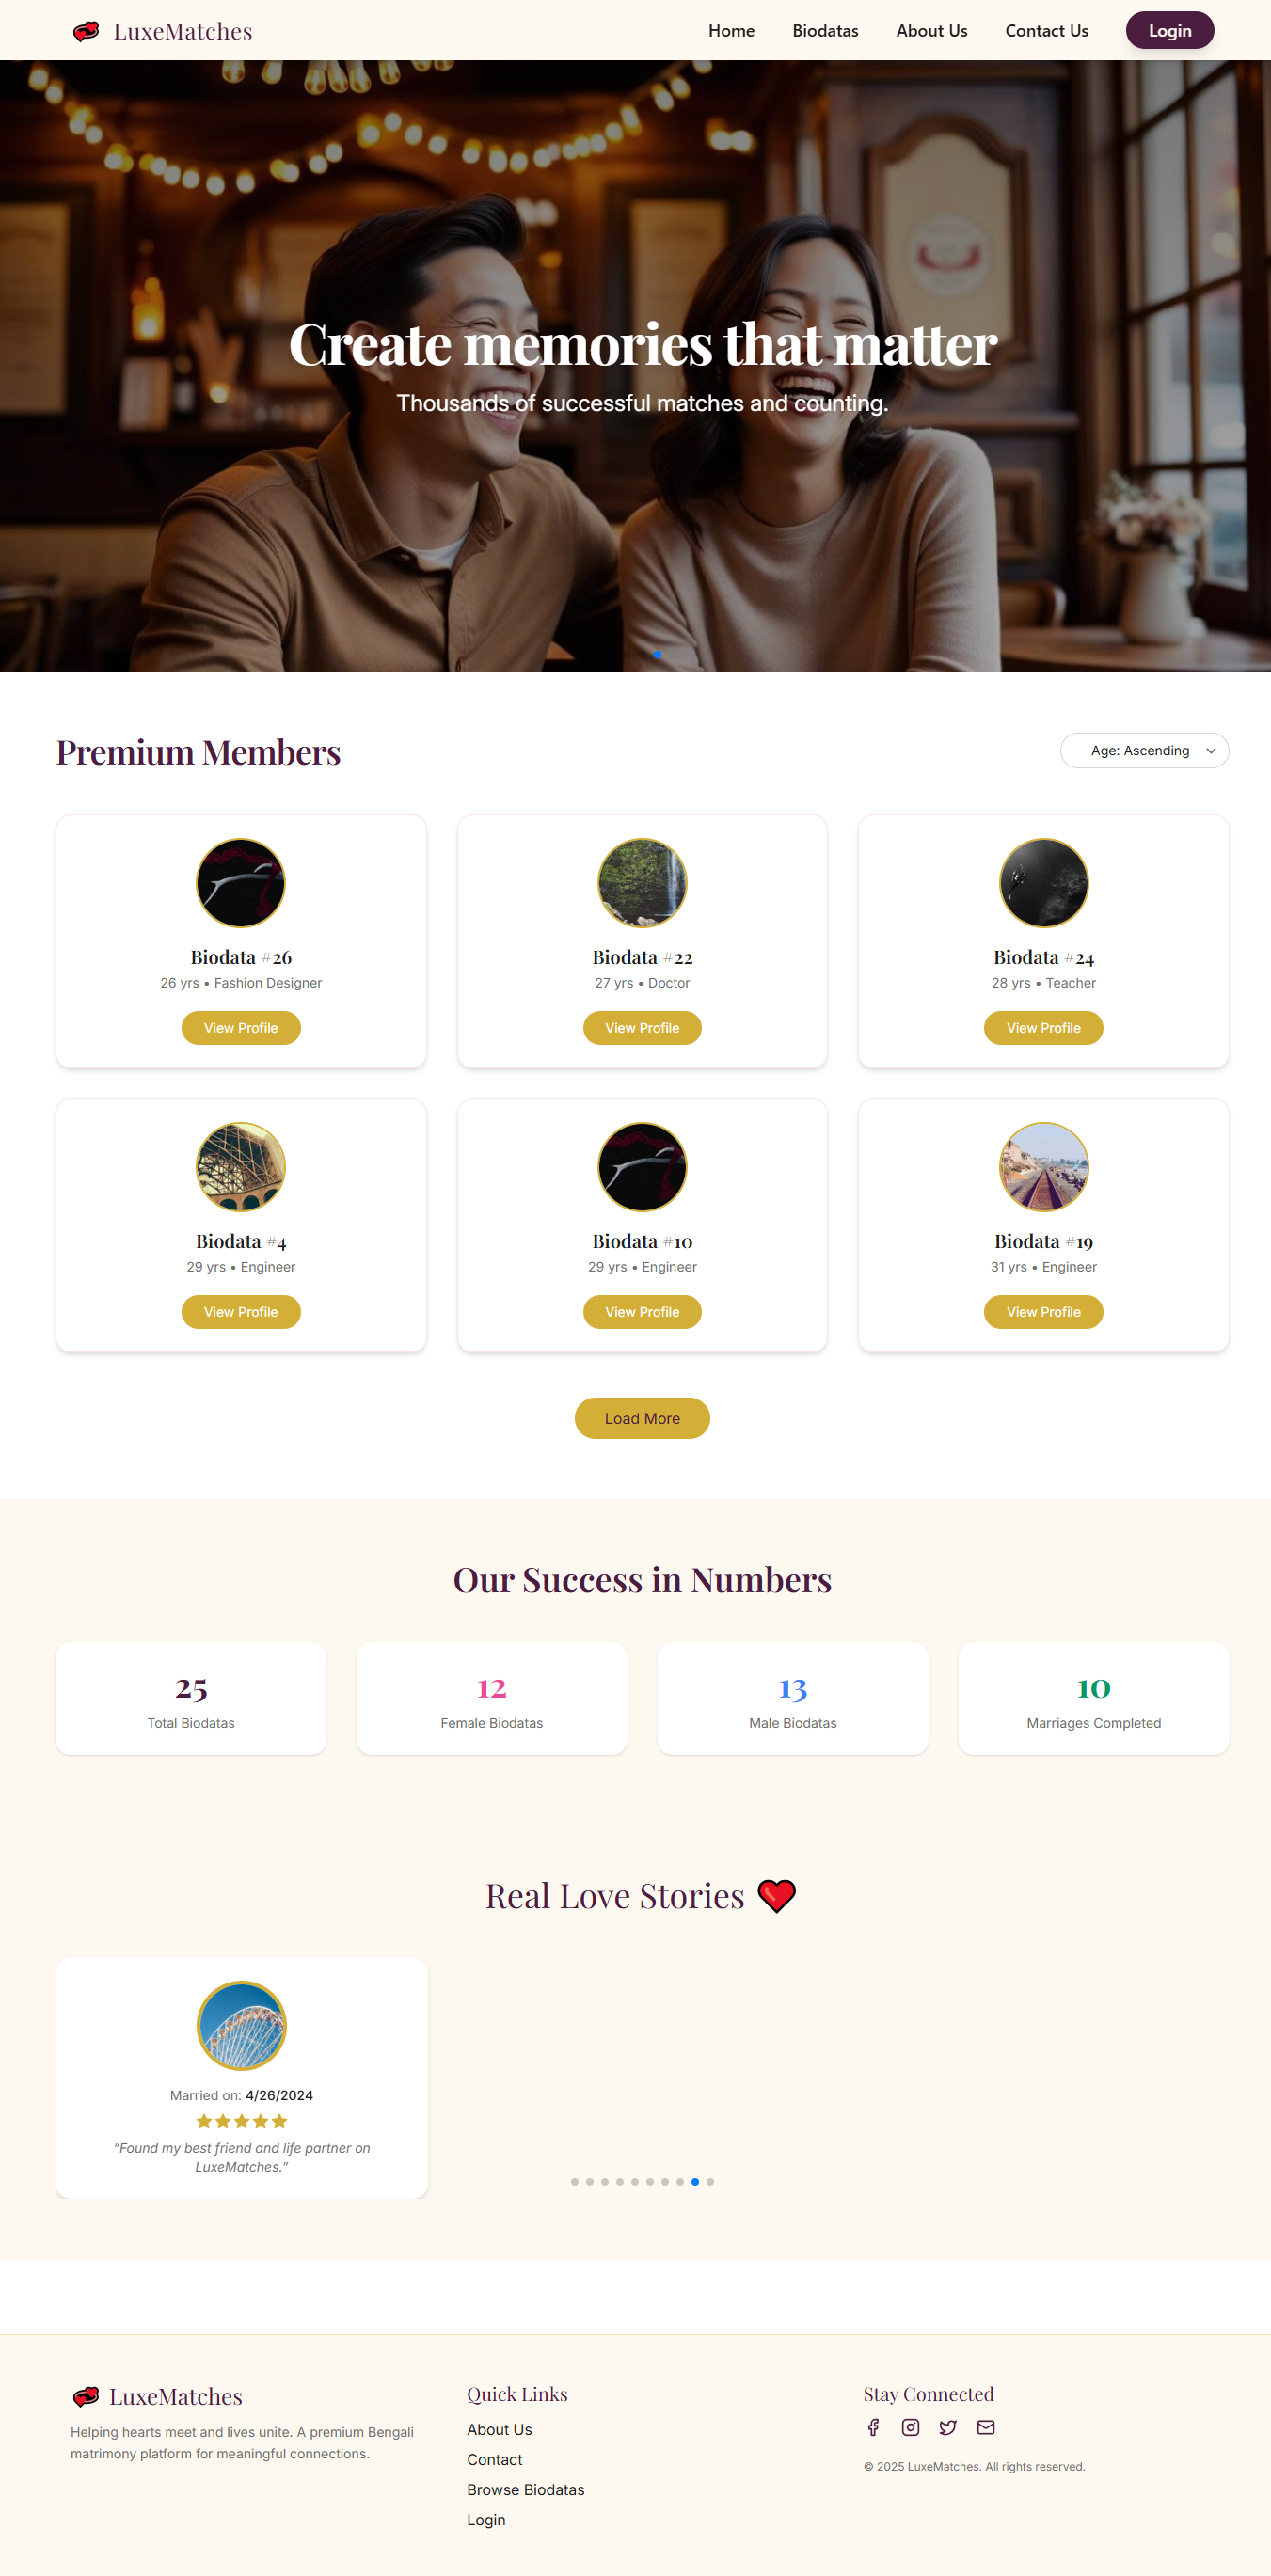 LuxeMatches
Home
Biodatas
About Us
Contact Us
Login
Create memories that matter
Thousands of successful matches and counting.
Premium Members
Age: Ascending
Biodata #26
26 yrs • Fashion Designer
View Profile
Biodata #22
27 yrs • Doctor
View Profile
Biodata #24
28 yrs • Teacher
View Profile
Biodata #4
29 yrs • Engineer
View Profile
Biodata #10
29 yrs • Engineer
View Profile
Biodata #19
31 yrs • Engineer
View Profile
Load More
Our Success in Numbers
25
Total Biodatas
12
Female Biodatas
13
Male Biodatas
10
Marriages Completed
Real Love Stories
Married on: 4/26/2024
“Found my best friend and life partner on
LuxeMatches.”
LuxeMatches
Helping hearts meet and lives unite. A premium Bengali
matrimony platform for meaningful connections.
Quick Links
About Us
Contact
Browse Biodatas
Login
Stay Connected
© 2025 LuxeMatches. All rights reserved.